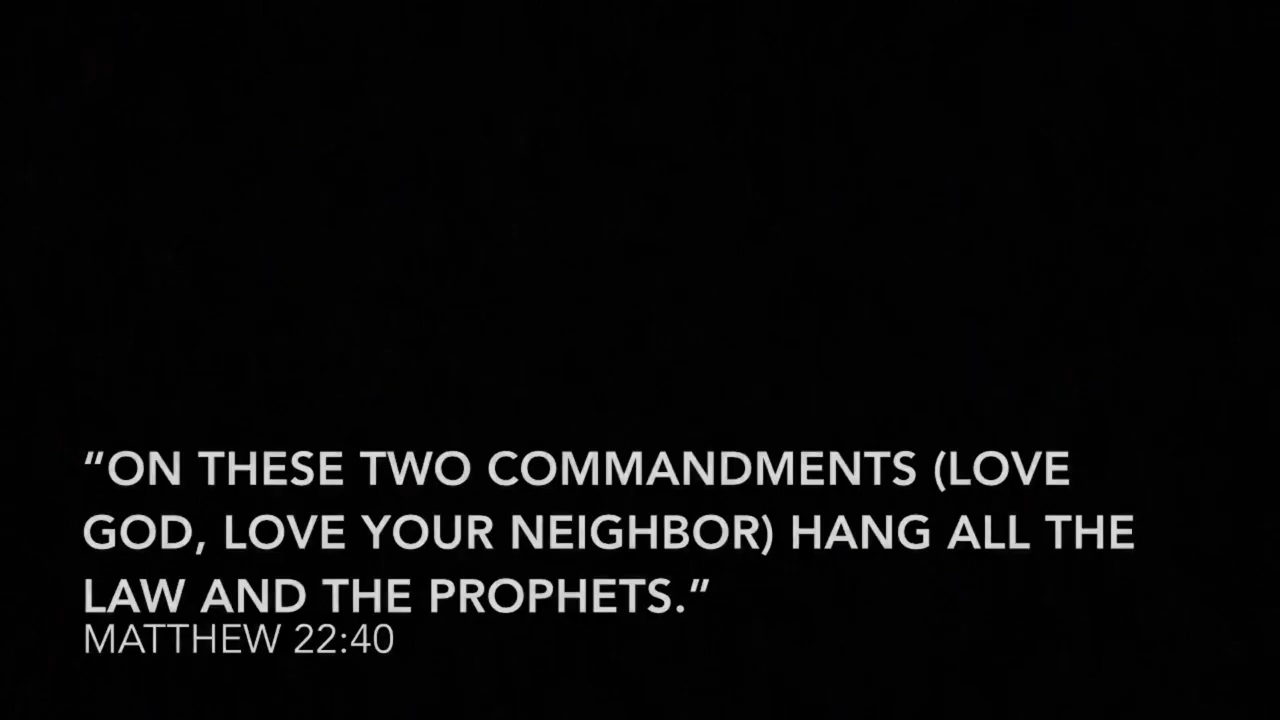 “ON THESE TWO COMMANDMENTS (LOVE
GOD, LOVE YOUR NEIGHBOR) HANG ALL THE
LAW AND THE PROPHETS.”
MATTHEW 22:40